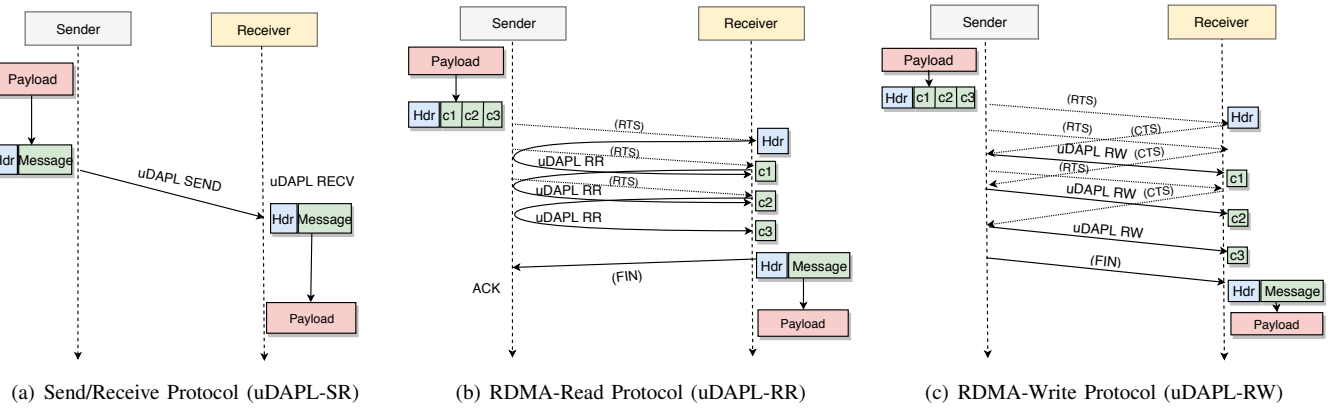 Sender
Receiver
Payload
Hdr
Message
uDAPL SEND
uDAPL RECV
Hdr
Message
Payload
(a) Send/Receive Protocol (uDAPL-SR)
Sender
Receiver
Payload
Hdr
c1
c2
c3
(RTS)
Hdr
(RTS)
uDAPL RR
c1
(RTS)
uDAPL RR
c2
uDAPL RR
c3
Hdr
Message
(FIN)
ACK
Payload
(b) RDMA-Read Protocol (uDAPL-RR)
Sender
Receiver
Payload
Hdr
c1
c2
c3
(RTS)
Hdr
(RTS)
(CTS)
uDAPL RW
(CTS)
(RTS)
c1
uDAPL RW
(CTS)
c2
uDAPL RW
c3
(FIN)
Hdr
Message
Payload
(c) RDMA-Write Protocol (uDAPL-RW)